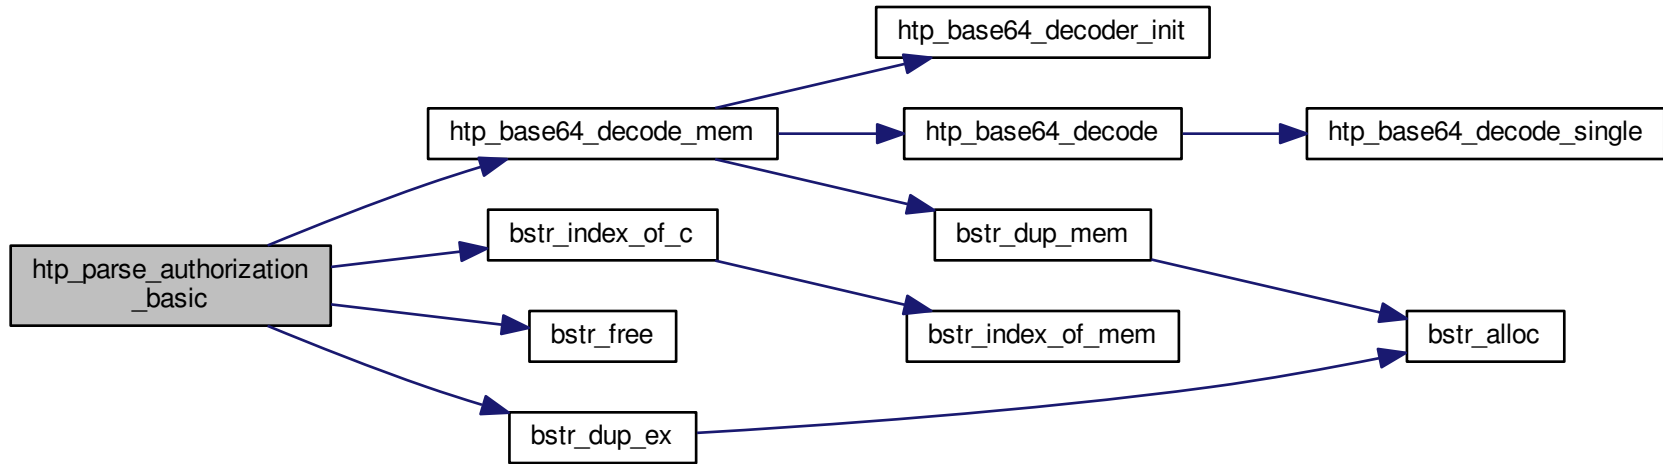 htp_base64_decoder_init
htp_base64_decode_mem
htp_base64_decode
htp_base64_decode_single
bstr_index_of_c
bstr_dup_mem
htp_parse_authorization
_basic
bstr_free
bstr_index_of_mem
bstr_alloc
bstr_dup_ex